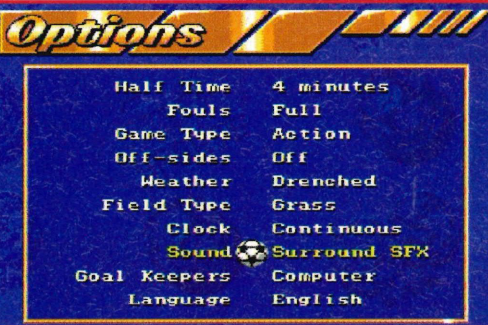 Options
Half Time 4 minutes
Fouls Full
Game Type Action
Off-sides Off
Weather Drenched
Field Type Grass
Clock Continuous
Sound Surround SFX
Goal Keepers Computer
Language English